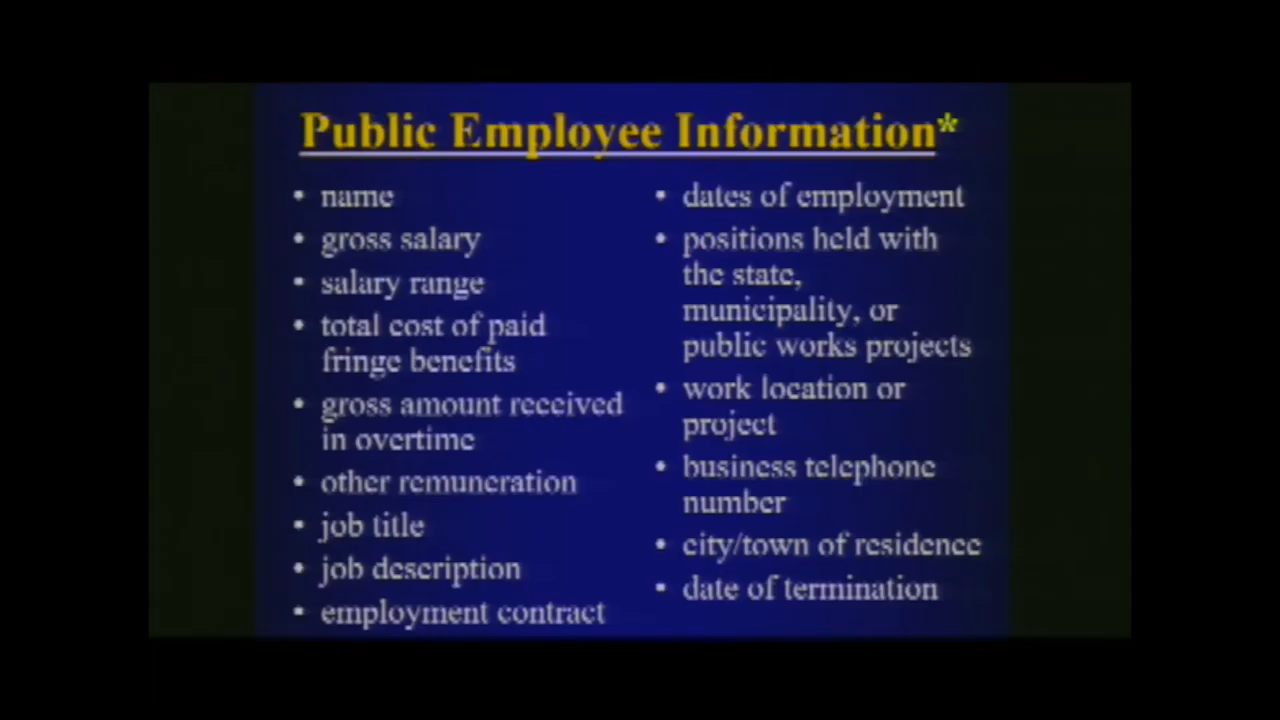 Public Employee Information*
• name
• gross salary
• salary range
• total cost of paid
fringe benefits
• gross amount received
in overtime
• other remuneration
• job title
• job description
• employment contract
• dates of employment
• positions held with
the state,
municipality, or
public works projects
• work location or
project
• business telephone
number
• city/town of residence
• date of termination